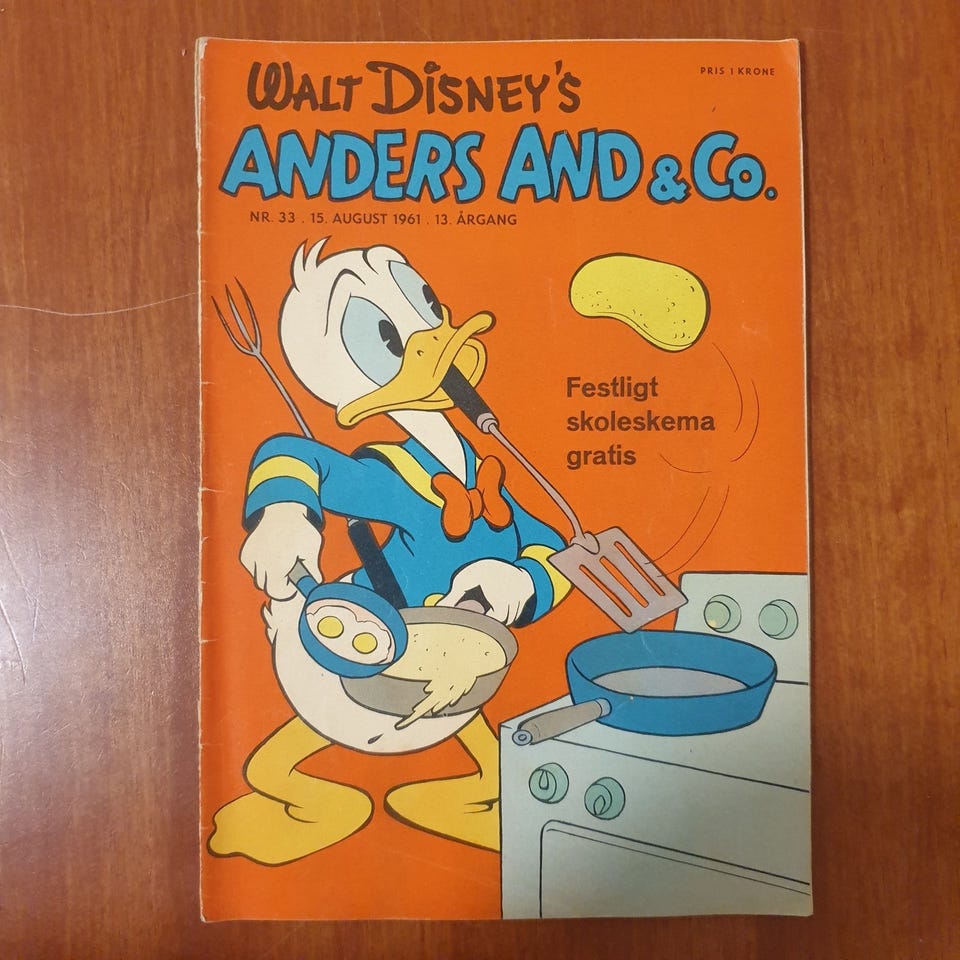 WALT DISNEY'S
PRIS 1 KRONE
ANDERS AND & CO.
NR. 33 . 15. AUGUST 1961 . 13. ÅRGANG
Festligt
skoleskema
gratis